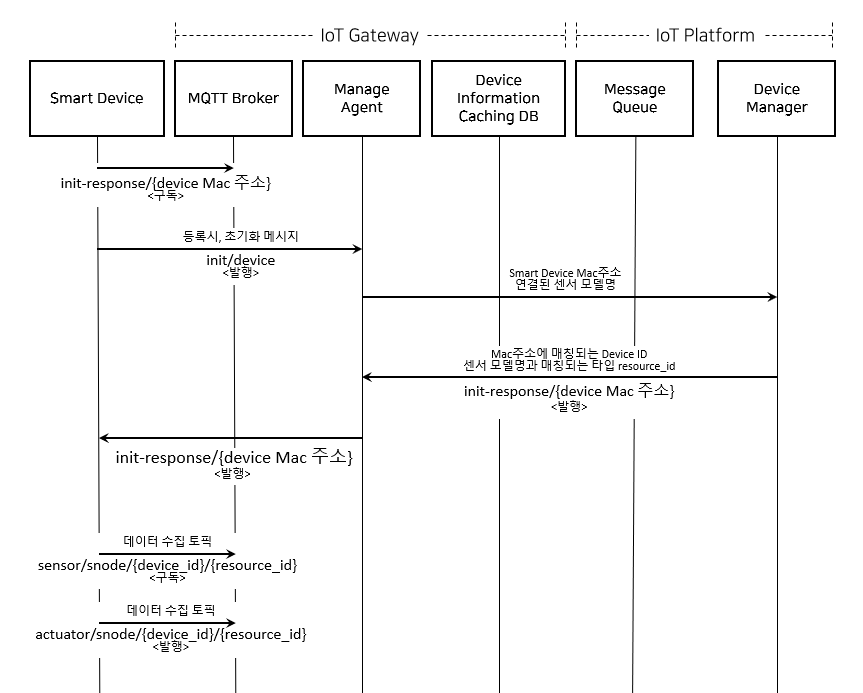 IoT Gateway
IoT Platform
Smart Device
MQTT Broker
Manage
Agent
Device
Information
Caching DB
Message
Queue
Device
Manager
init-response/{device Mac 주소}
<구독>
등록시, 초기화 메시지
init/device
<발행>
Smart Device Mac주소
연결된 센서 모델명
Mac주소에 매칭되는 Device ID
센서 모델명과 매칭되는 타입 resource_id
init-response/{device Mac 주소}
<발행>
init-response/{device Mac 주소}
<발행>
데이터 수집 토픽
sensor/snode/{device_id}/{resource_id}
<구독>
데이터 수집 토픽
actuator/snode/{device_id}/{resource_id}
<발행>